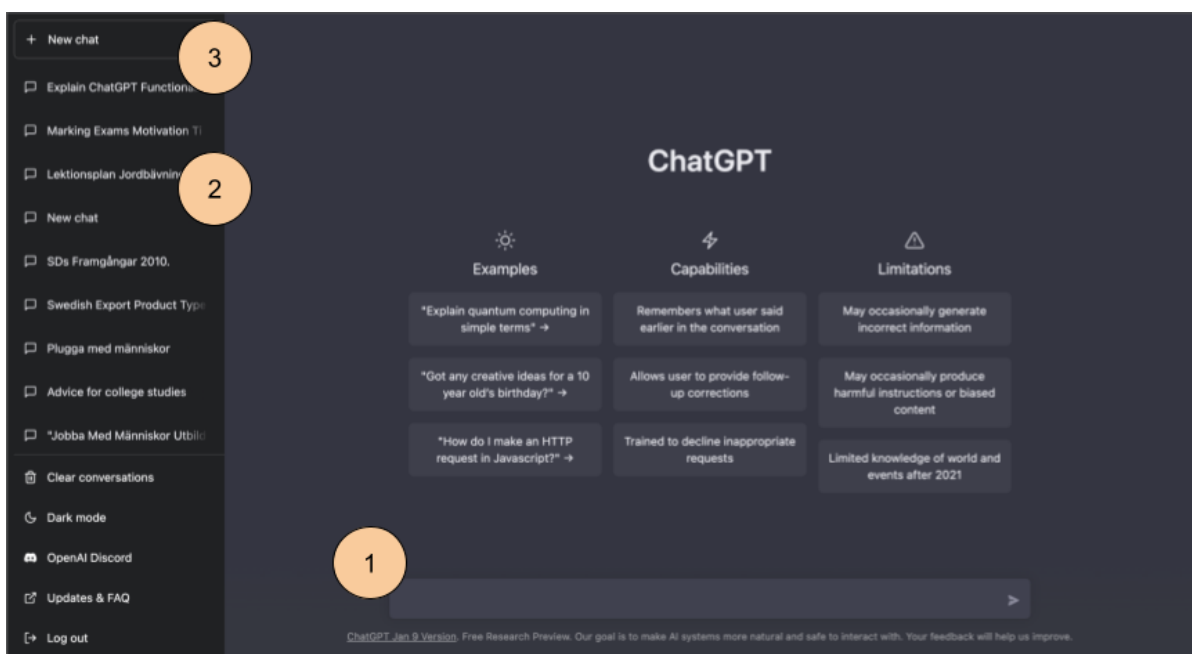 New chat
3
Explain ChatGPT Function
Marking Exams Motivation Ti
Lektionsplan Jordbävnin
2
New chat
SDs Framgångar 2010.
Swedish Export Product Type
Plugga med människor
Advice for college studies
"Jobba Med Människor Utbild
Clear conversations
Dark mode
OpenAI Discord
Updates & FAQ
Log out
ChatGPT
Examples
"Explain quantum computing in
simple terms" →
"Got any creative ideas for a 10
year old's birthday?" →
"How do I make an HTTP
request in Javascript?" →
Capabilities
Remembers what user said
earlier in the conversation
Allows user to provide follow-
up corrections
Trained to decline inappropriate
requests
Limitations
May occasionally generate
incorrect information
May occasionally produce
harmful instructions or biased
content
Limited knowledge of world and
events after 2021
1
ChatGPT Jan 9 Version. Free Research Preview. Our goal is to make AI systems more natural and safe to interact with. Your feedback will help us improve.